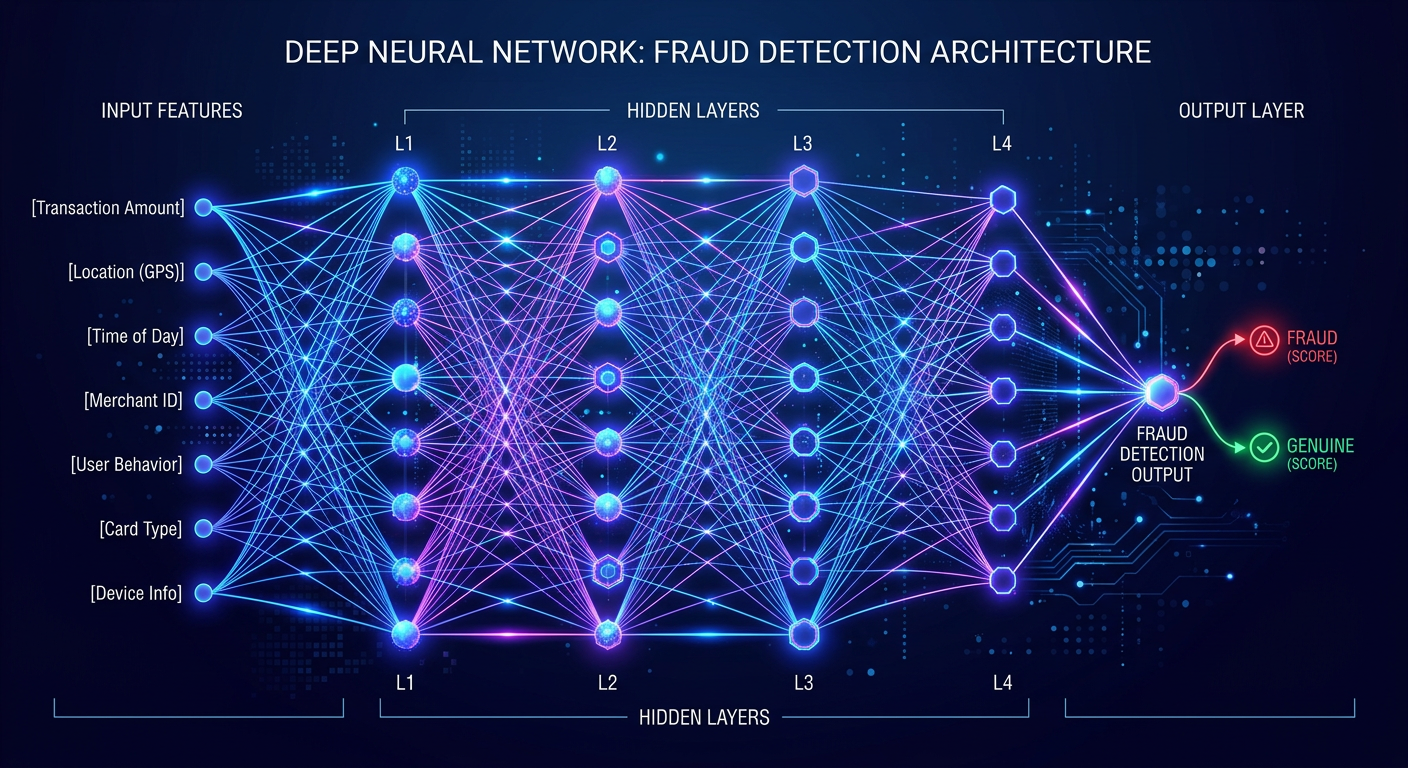 DEEP NEURAL NETWORK: FRAUD DETECTION ARCHITECTURE
INPUT FEATURES
HIDDEN LAYERS
OUTPUT LAYER
L1
L2
L3
L4
[Transaction Amount]
[Location (GPS)]
[Time of Day]
[Merchant ID]
[User Behavior]
[Card Type]
[Device Info]
FRAUD
DETECTION
OUTPUT
FRAUD
(SCORE)
GENUINE
(SCORE)
L1
L2
L3
L4
HIDDEN LAYERS